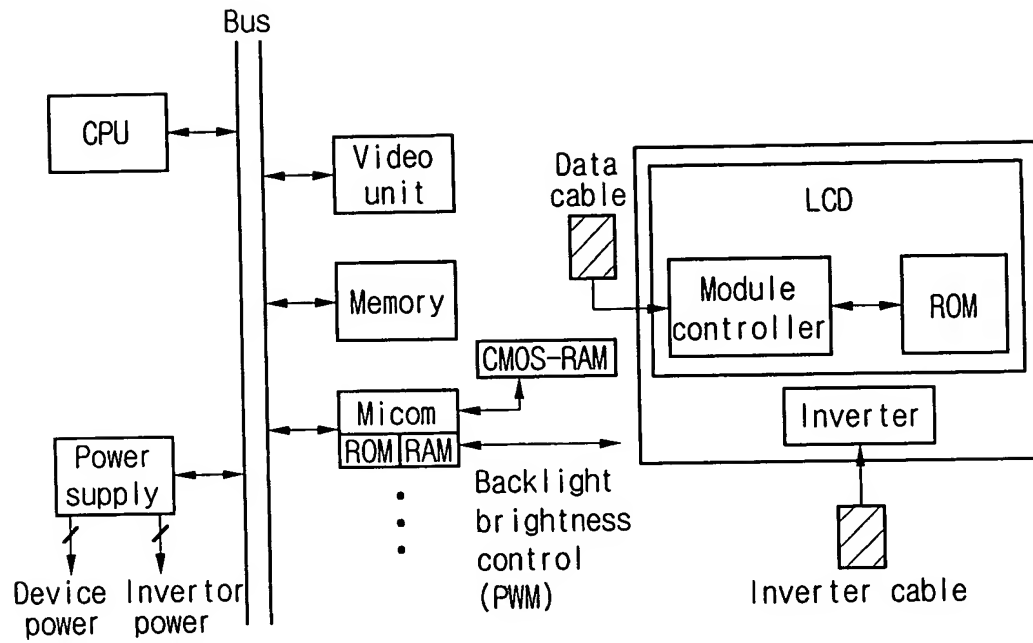 Bus
CPU
Video
unit
Memory
CMOS-RAM
Micom
ROM RAM
Power
supply
Device
power
Invertor
power
Backlight
brightness
control
(PWM)
Data
cable
LCD
Module
controller
ROM
Inverter
Inverter cable